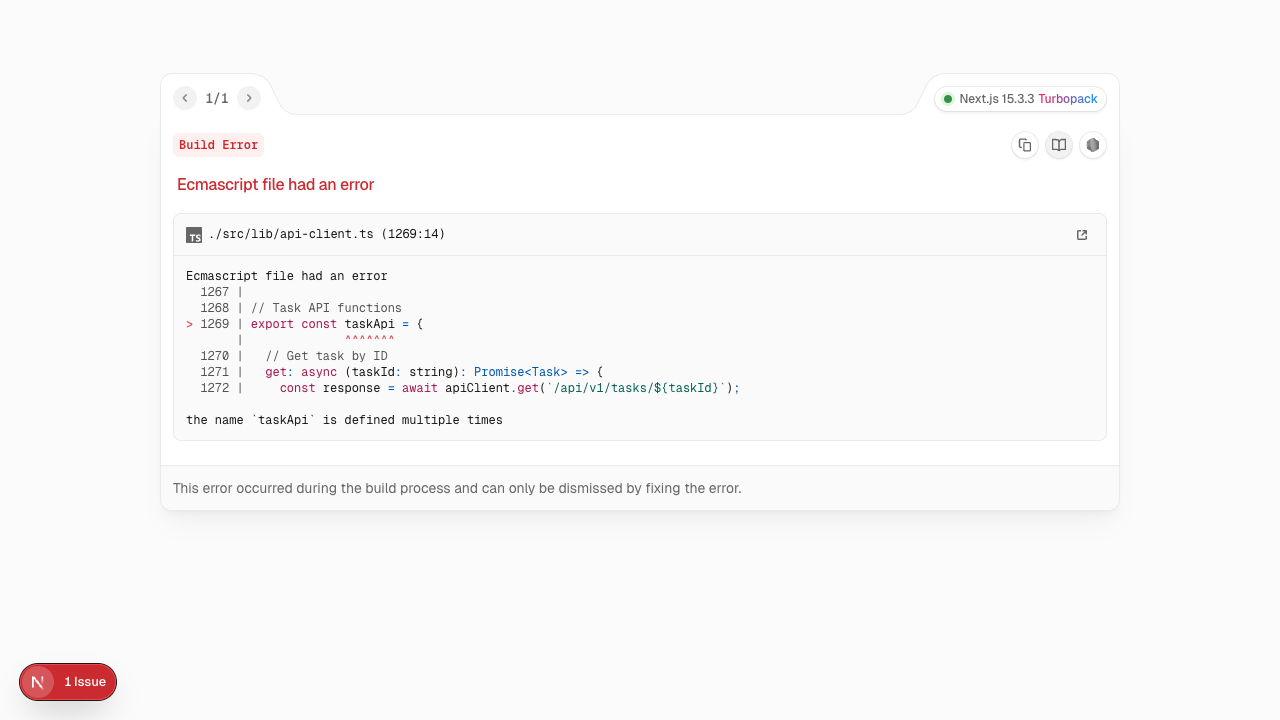 1/1
Next.js 15.3.3 Turbopack
Build Error
Ecmascript file had an error
TS ./src/lib/api-client.ts (1269:14)
Ecmascript file had an error
  1267 |
  1268 | // Task API functions
> 1269 | export const taskApi = {
       |              ^^^^^^^
  1270 |   // Get task by ID
  1271 |   get: async (taskId: string): Promise<Task> => {
  1272 |     const response = await apiClient.get(`/api/v1/tasks/${taskId}`);
the name `taskApi` is defined multiple times
This error occurred during the build process and can only be dismissed by fixing the error.
N 1 Issue